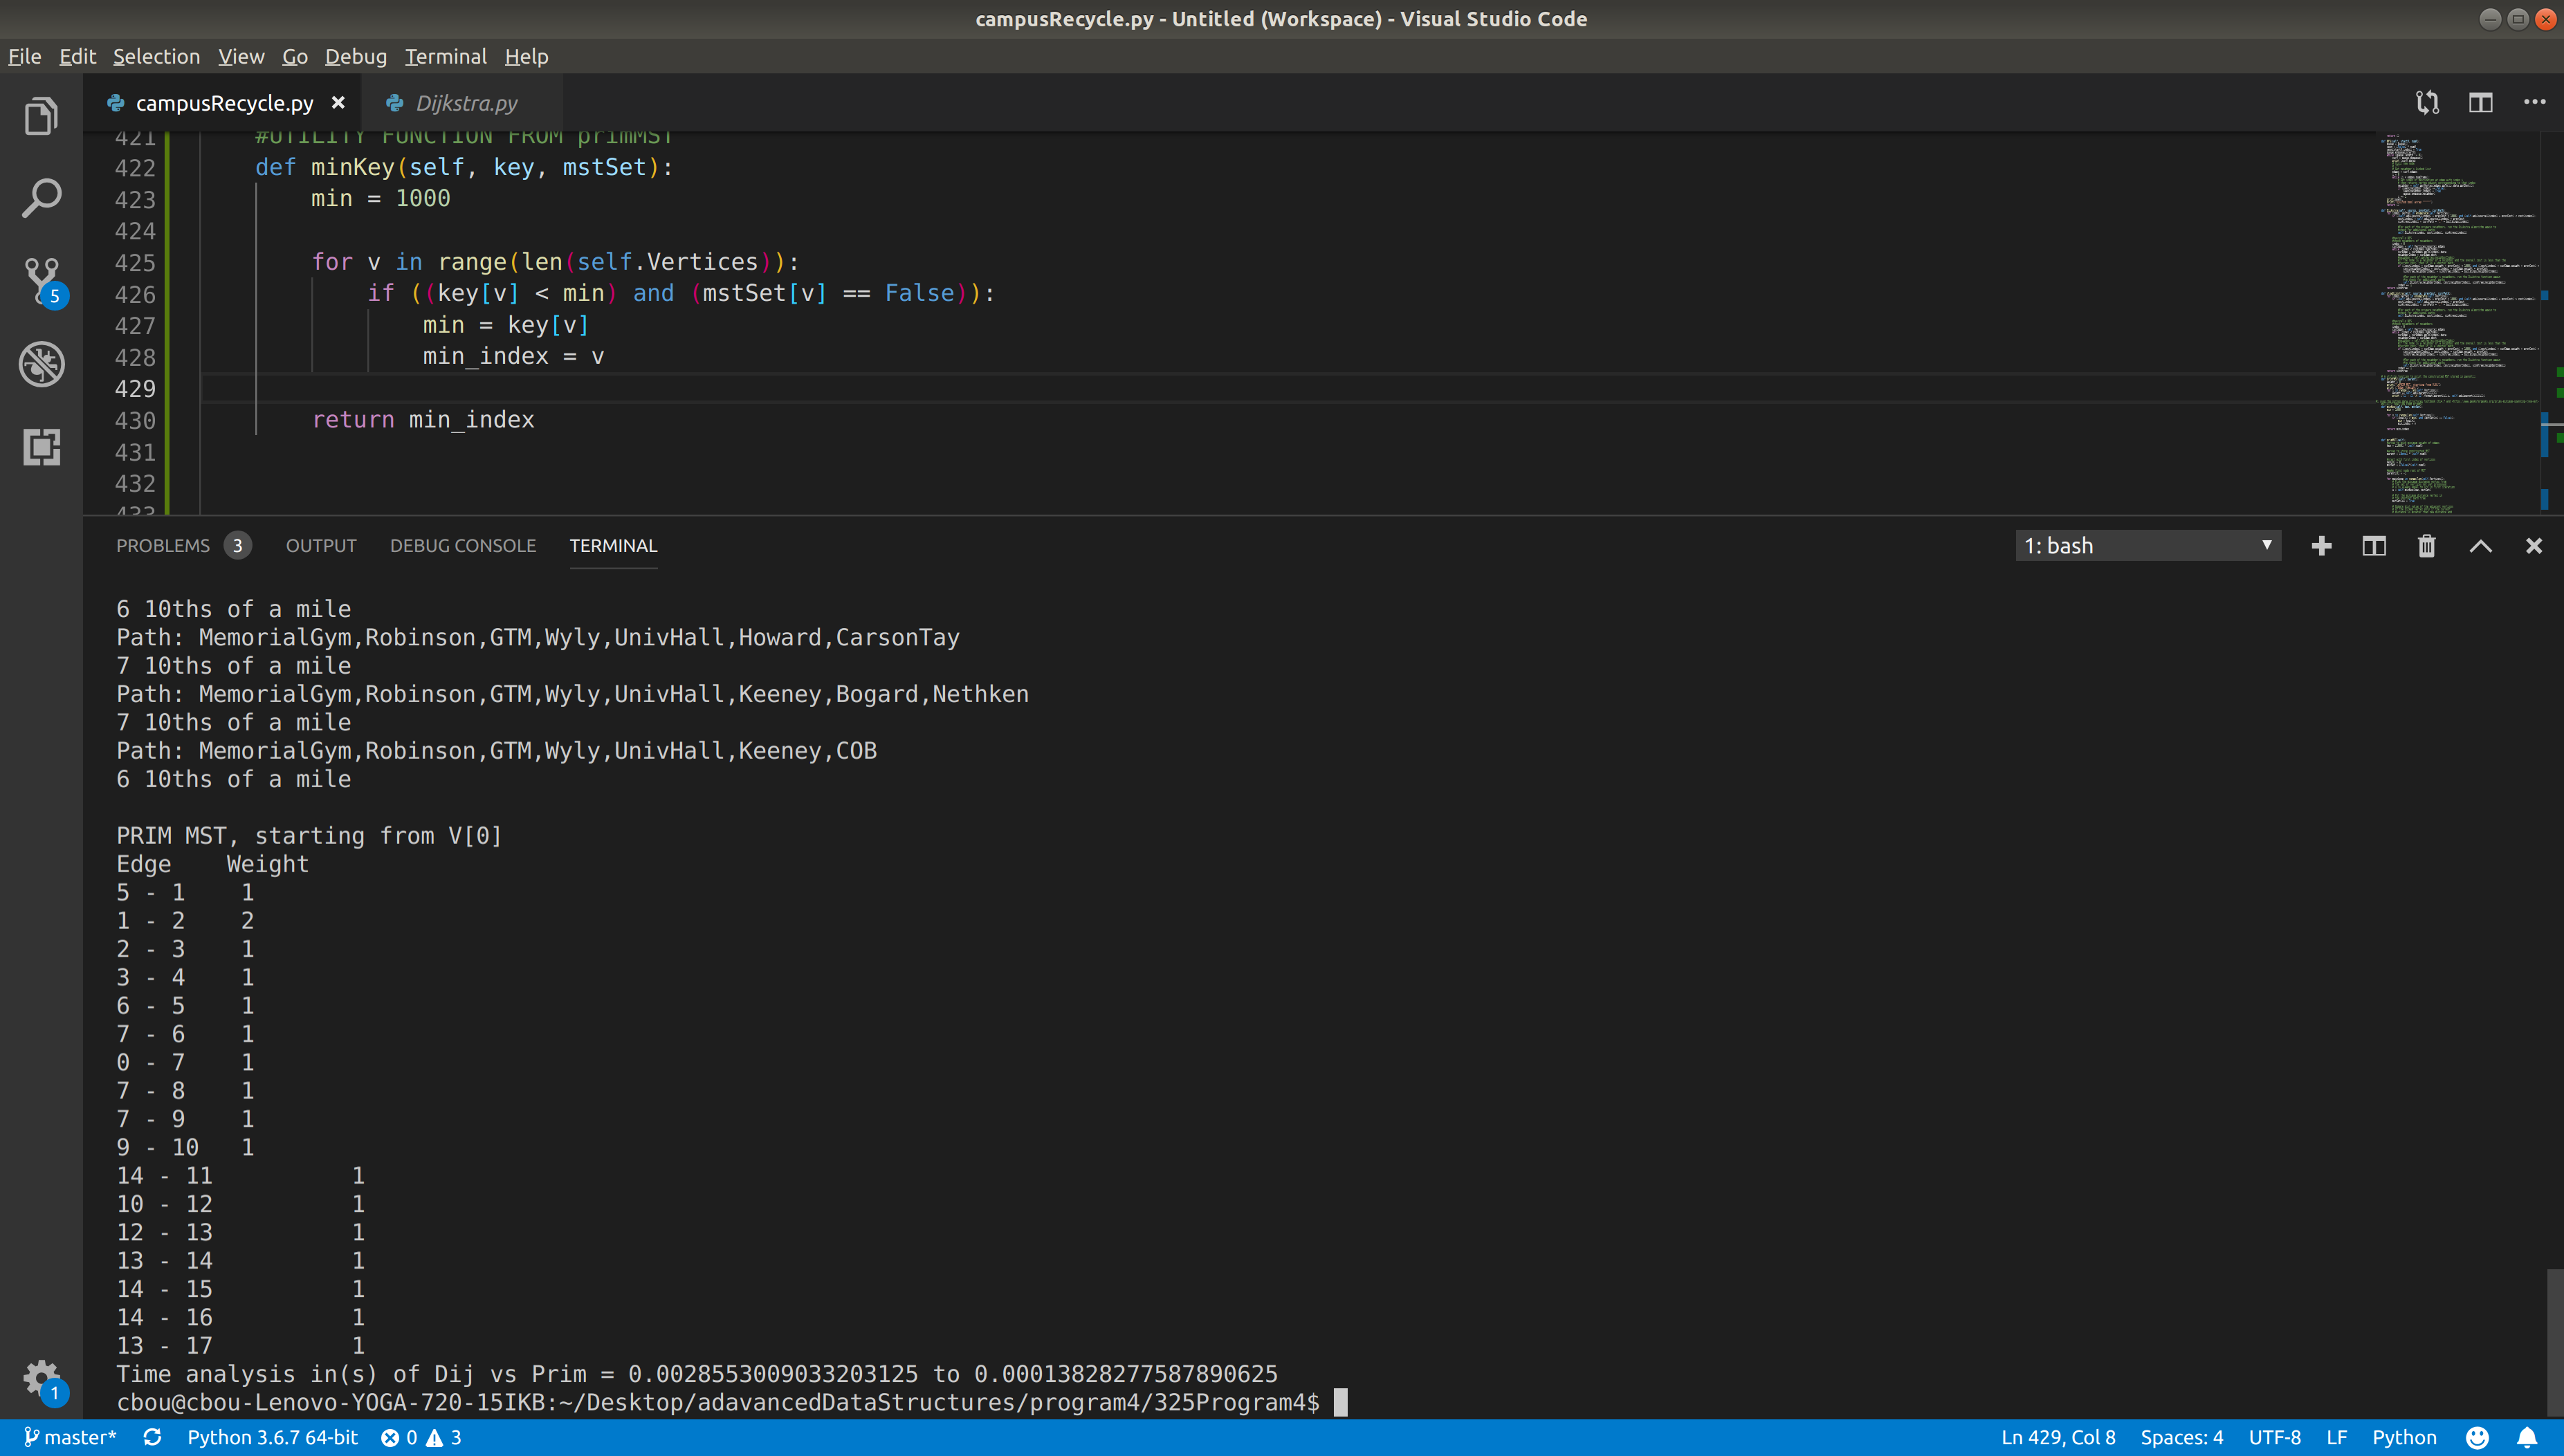 campusRecycle.py - Untitled (Workspace) - Visual Studio Code
File Edit Selection View Go Debug Terminal Help
campusRecycle.py Dijkstra.py
421 #UTILITY FUNCTION FROM primMST
422 def minKey(self, key, mstSet):
423 min = 1000
424
425 for v in range(len(self.Vertices)):
426 if ((key[v] < min) and (mstSet[v] == False)):
427 min = key[v]
428 min_index = v
429
430 return min_index
431
432
433
5
1
PROBLEMS 3 OUTPUT DEBUG CONSOLE TERMINAL 1: bash
6 10ths of a mile
Path: MemorialGym,Robinson,GTM,Wyly,UnivHall,Howard,CarsonTay
7 10ths of a mile
Path: MemorialGym,Robinson,GTM,Wyly,UnivHall,Keeney,Bogard,Nethken
7 10ths of a mile
Path: MemorialGym,Robinson,GTM,Wyly,UnivHall,Keeney,COB
6 10ths of a mile
PRIM MST, starting from V[0]
Edge Weight
5 - 1 1
1 - 2 2
2 - 3 1
3 - 4 1
6 - 5 1
7 - 6 1
0 - 7 1
7 - 8 1
7 - 9 1
9 - 10 1
14 - 11 1
10 - 12 1
12 - 13 1
13 - 14 1
14 - 15 1
14 - 16 1
13 - 17 1
Time analysis in(s) of Dij vs Prim = 0.0028553009033203125 to 0.00013828277587890625
cbou@cbou-Lenovo-YOGA-720-15IKB:~/Desktop/adavancedDataStructures/program4/325Program4$
master* Python 3.6.7 64-bit 0 3 Ln 429, Col 8 Spaces: 4 UTF-8 LF Python